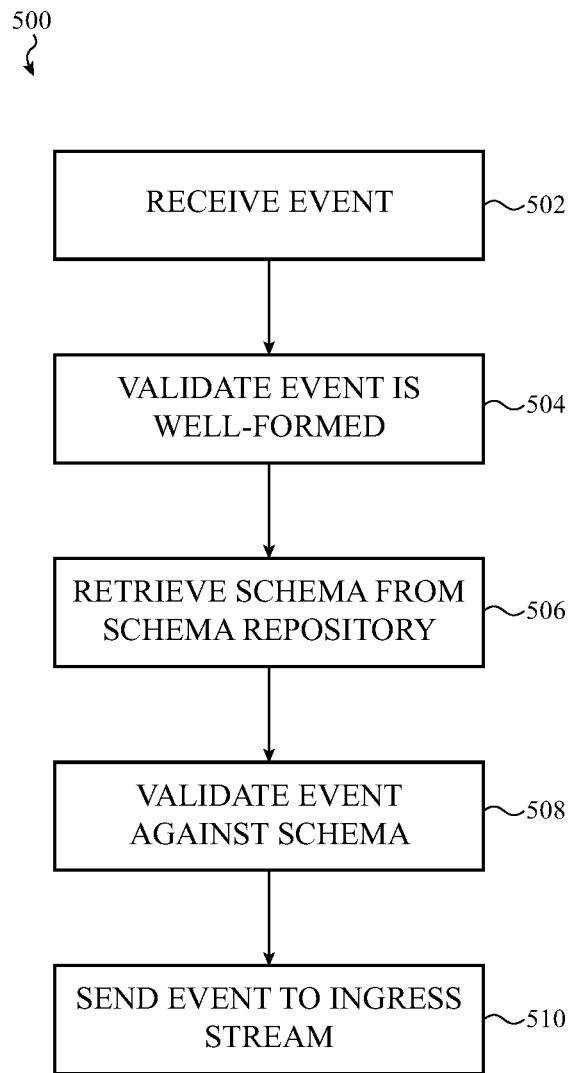 500
RECEIVE EVENT
502
VALIDATE EVENT IS
WELL-FORMED
504
RETRIEVE SCHEMA FROM
SCHEMA REPOSITORY
506
VALIDATE EVENT
AGAINST SCHEMA
508
SEND EVENT TO INGRESS
STREAM
510